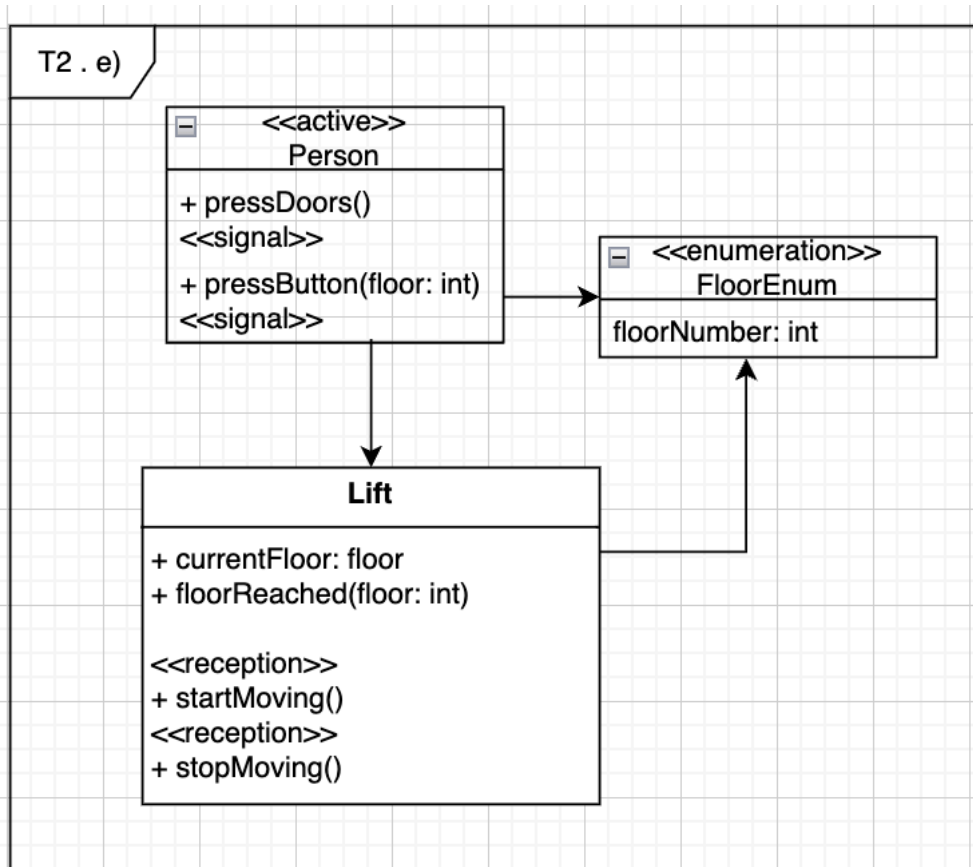 T2 . e)
<<active>>
Person
+ pressDoors()
<<signal>>
+ pressButton(floor: int)
<<signal>>
<<enumeration>>
FloorEnum
floorNumber: int
Lift
+ currentFloor: floor
+ floorReached(floor: int)
<<reception>>
+ startMoving()
<<reception>>
+ stopMoving()